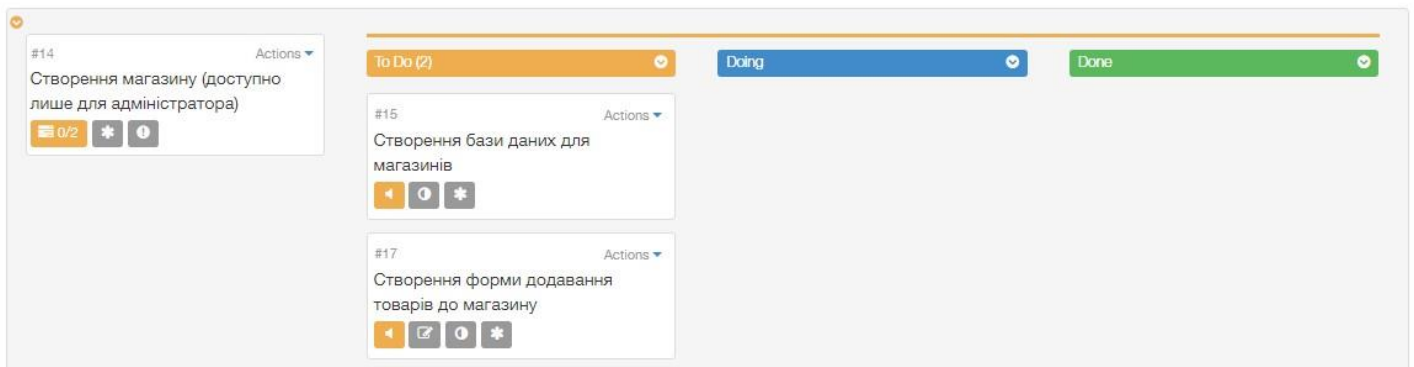 #14 Actions
Створення магазину (доступно
лише для адміністратора)
0/2
To Do (2)
Doing
Done
#15 Actions
Створення бази даних для
магазинів
#17 Actions
Створення форми додавання
товарів до магазину